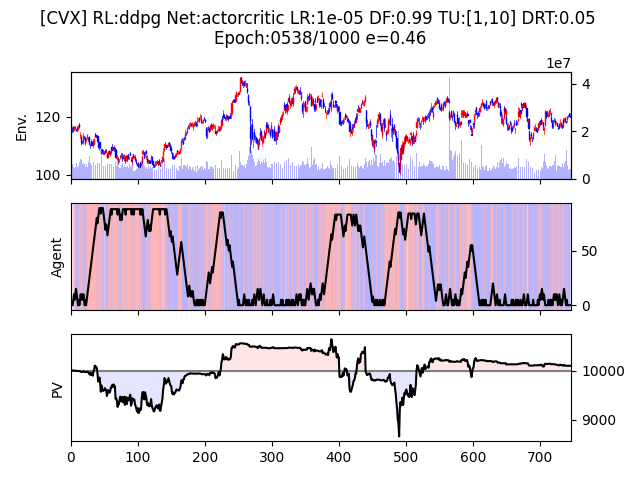 [CVX] RL:ddpg Net:actorcritic LR:1e-05 DF:0.99 TU:[1,10] DRT:0.05
Epoch:0538/1000 e=0.46
1e7
Env.
120
100
4
2
0
Agent
50
0
PV
10000
9000
0 100 200 300 400 500 600 700